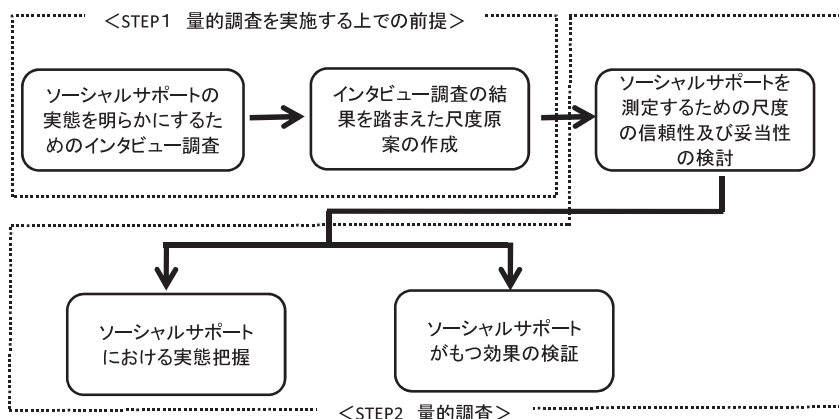 ＜STEP1　量的調査を実施する上での前提＞
ソーシャルサポートの
実態を明らかにするた
めのインタビュー調査
インタビュー調査の結
果を踏まえた尺度原
案の作成
ソーシャルサポートを
測定するための尺度
の信頼性及び妥当性
の検討
ソーシャルサポート
における実態把握
ソーシャルサポート
がもつ効果の検証
＜STEP2　量的調査＞